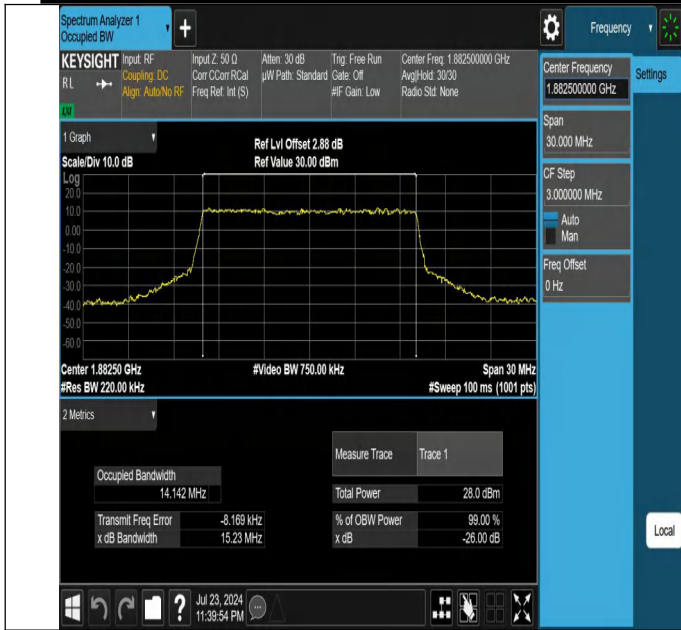 Spectrum Analyzer 1
Occupied BW
+
Frequency
KEYSIGHT
RL
LXI
Input: RF
Coupling: DC
Align: Auto/No RF
Input Z: 50 Ω
Corr CCorr RCal
Freq Ref: Int (S)
Atten: 30 dB
µW Path: Standard
Trig: Free Run
Gate: Off
#IF Gain: Low
Center Freq: 1.882500000 GHz
Avg|Hold: 30/30
Radio Std: None
Center Frequency
1.882500000 GHz
Settings
Span
30.000 MHz
CF Step
3.000000 MHz
Auto
Man
Freq Offset
0 Hz
1 Graph
Scale/Div 10.0 dB
Ref Lvl Offset 2.88 dB
Ref Value 30.00 dBm
Log
20.0
10.0
0.00
-10.0
-20.0
-30.0
-40.0
-50.0
-60.0
Center 1.88250 GHz
#Video BW 750.00 kHz
Span 30 MHz
#Res BW 220.00 kHz
#Sweep 100 ms (1001 pts)
2 Metrics
Measure Trace
Trace 1
Occupied Bandwidth
14.142 MHz
Total Power
28.0 dBm
Transmit Freq Error
-8.169 kHz
% of OBW Power
99.00 %
x dB Bandwidth
15.23 MHz
x dB
-26.00 dB
Local
?
Jul 23, 2024
11:39:54 PM